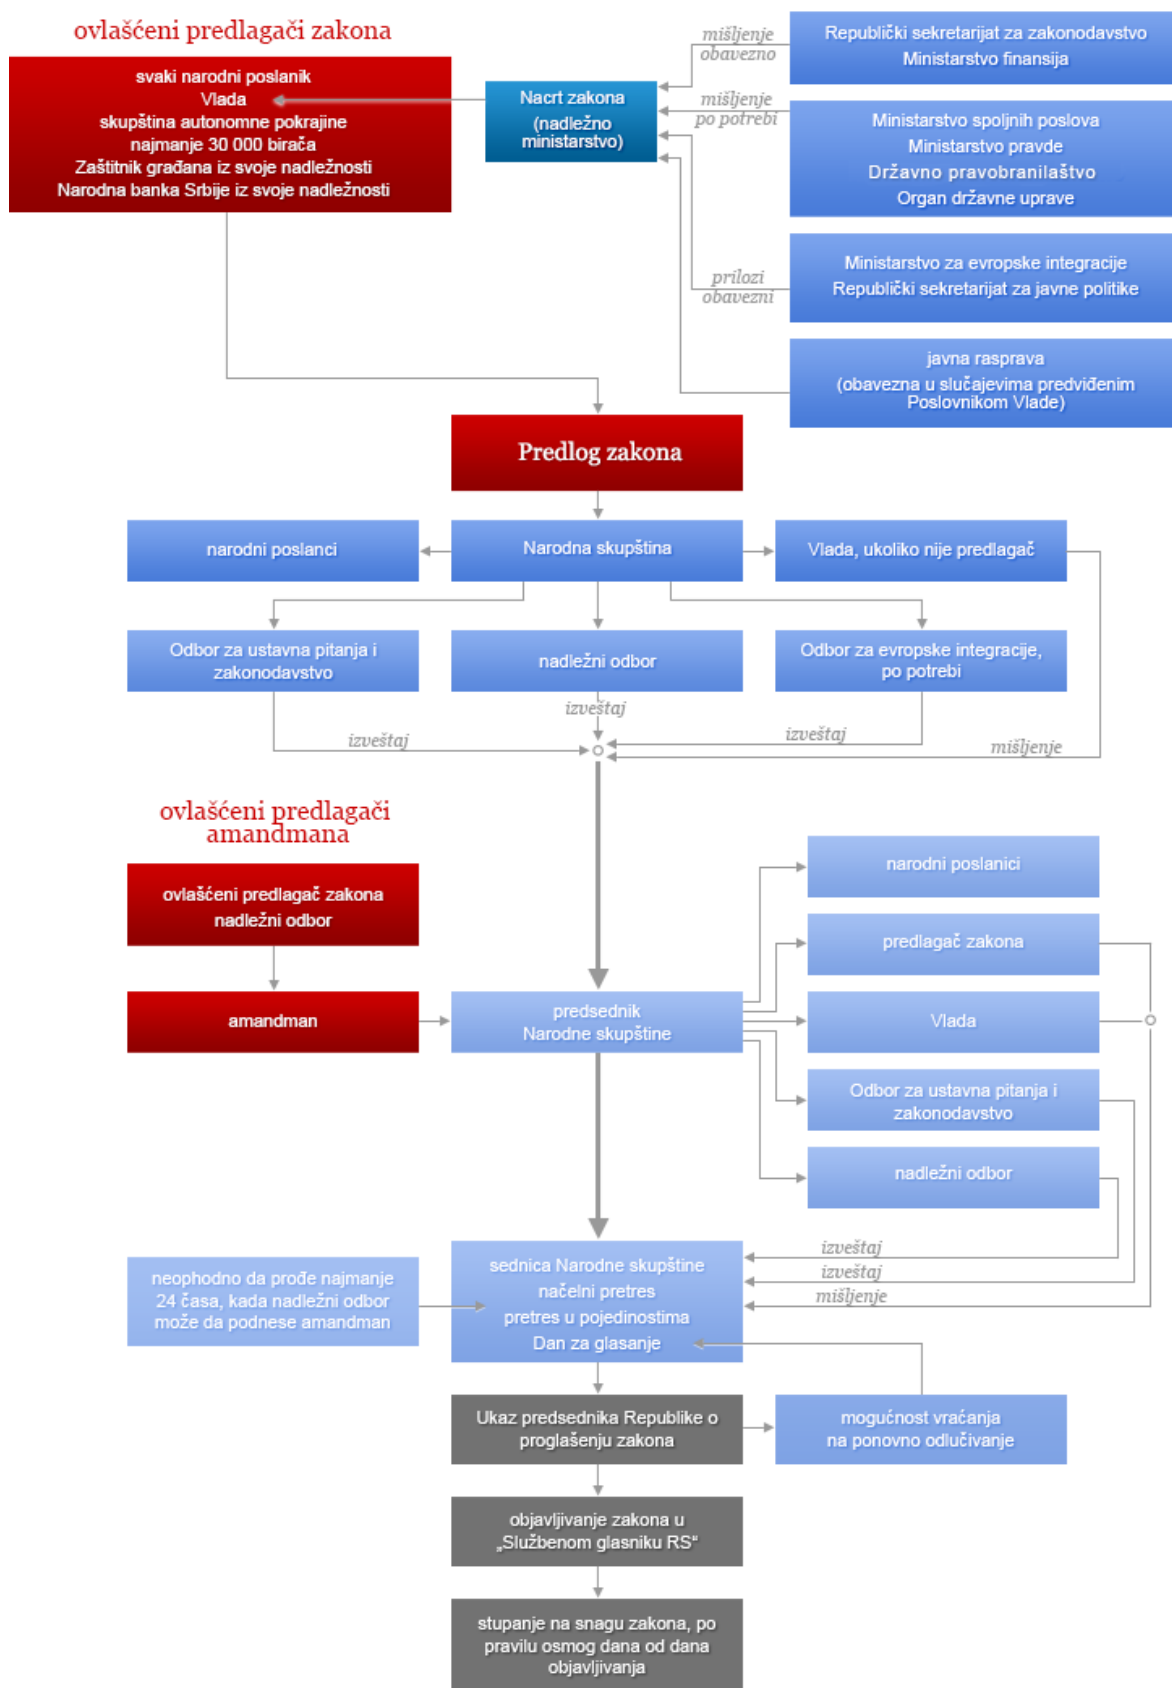 ovlašćeni predlagači zakona
svaki narodni poslanik
Vlada
skupština autonomne pokrajine
najmanje 30 000 birača
Zaštitnik građana iz svoje nadležnosti
Narodna banka Srbije iz svoje nadležnosti
Nacrt zakona
(nadležno
ministarstvo)
mišljenje
obavezno
Republički sekretarijat za zakonodavstvo
Ministarstvo finansija
mišljenje
po potrebi
Ministarstvo spoljnih poslova
Ministarstvo pravde
Državno pravobranilaštvo
Organ državne uprave
prilozi
obavezni
Ministarstvo za evropske integracije
Republički sekretarijat za javne politike
javna rasprava
(obavezna u slučajevima predviđenim
Poslovnikom Vlade)
Predlog zakona
narodni poslanci
Narodna skupština
Vlada, ukoliko nije predlagač
Odbor za ustavna pitanja i
zakonodavstvo
nadležni odbor
Odbor za evropske integracije,
po potrebi
izveštaj
izveštaj
izveštaj
mišljenje
ovlašćeni predlagači
amandmana
ovlašćeni predlagač zakona
nadležni odbor
amandman
predsednik
Narodne skupštine
narodni poslanici
predlagač zakona
Vlada
Odbor za ustavna pitanja i
zakonodavstvo
nadležni odbor
izveštaj
izveštaj
mišljenje
neophodno da prođe najmanje
24 časa, kada nadležni odbor
može da podnese amandman
sednica Narodne skupštine
načelni pretres
pretres u pojedinostima
Dan za glasanje
Ukaz predsednika Republike o
proglašenju zakona
mogućnost vraćanja
na ponovno odlučivanje
objavljivanje zakona u
„Službenom glasniku RS“
stupanje na snagu zakona, po
pravilu osmog dana od dana
objavljivanja